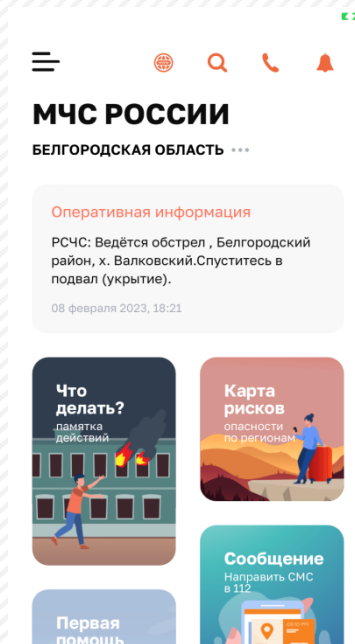 МЧС РОССИИ
БЕЛГОРОДСКАЯ ОБЛАСТЬ
Оперативная информация
РСЧС: Ведётся обстрел , Белгородский
район, х. Валковский.Спуститесь в
подвал (укрытие).
08 февраля 2023, 18:21
Что
делать?
памятка
действий
Карта
рисков
опасности
по регионам
Сообщение
Направить СМС
в 112
Первая
помощь